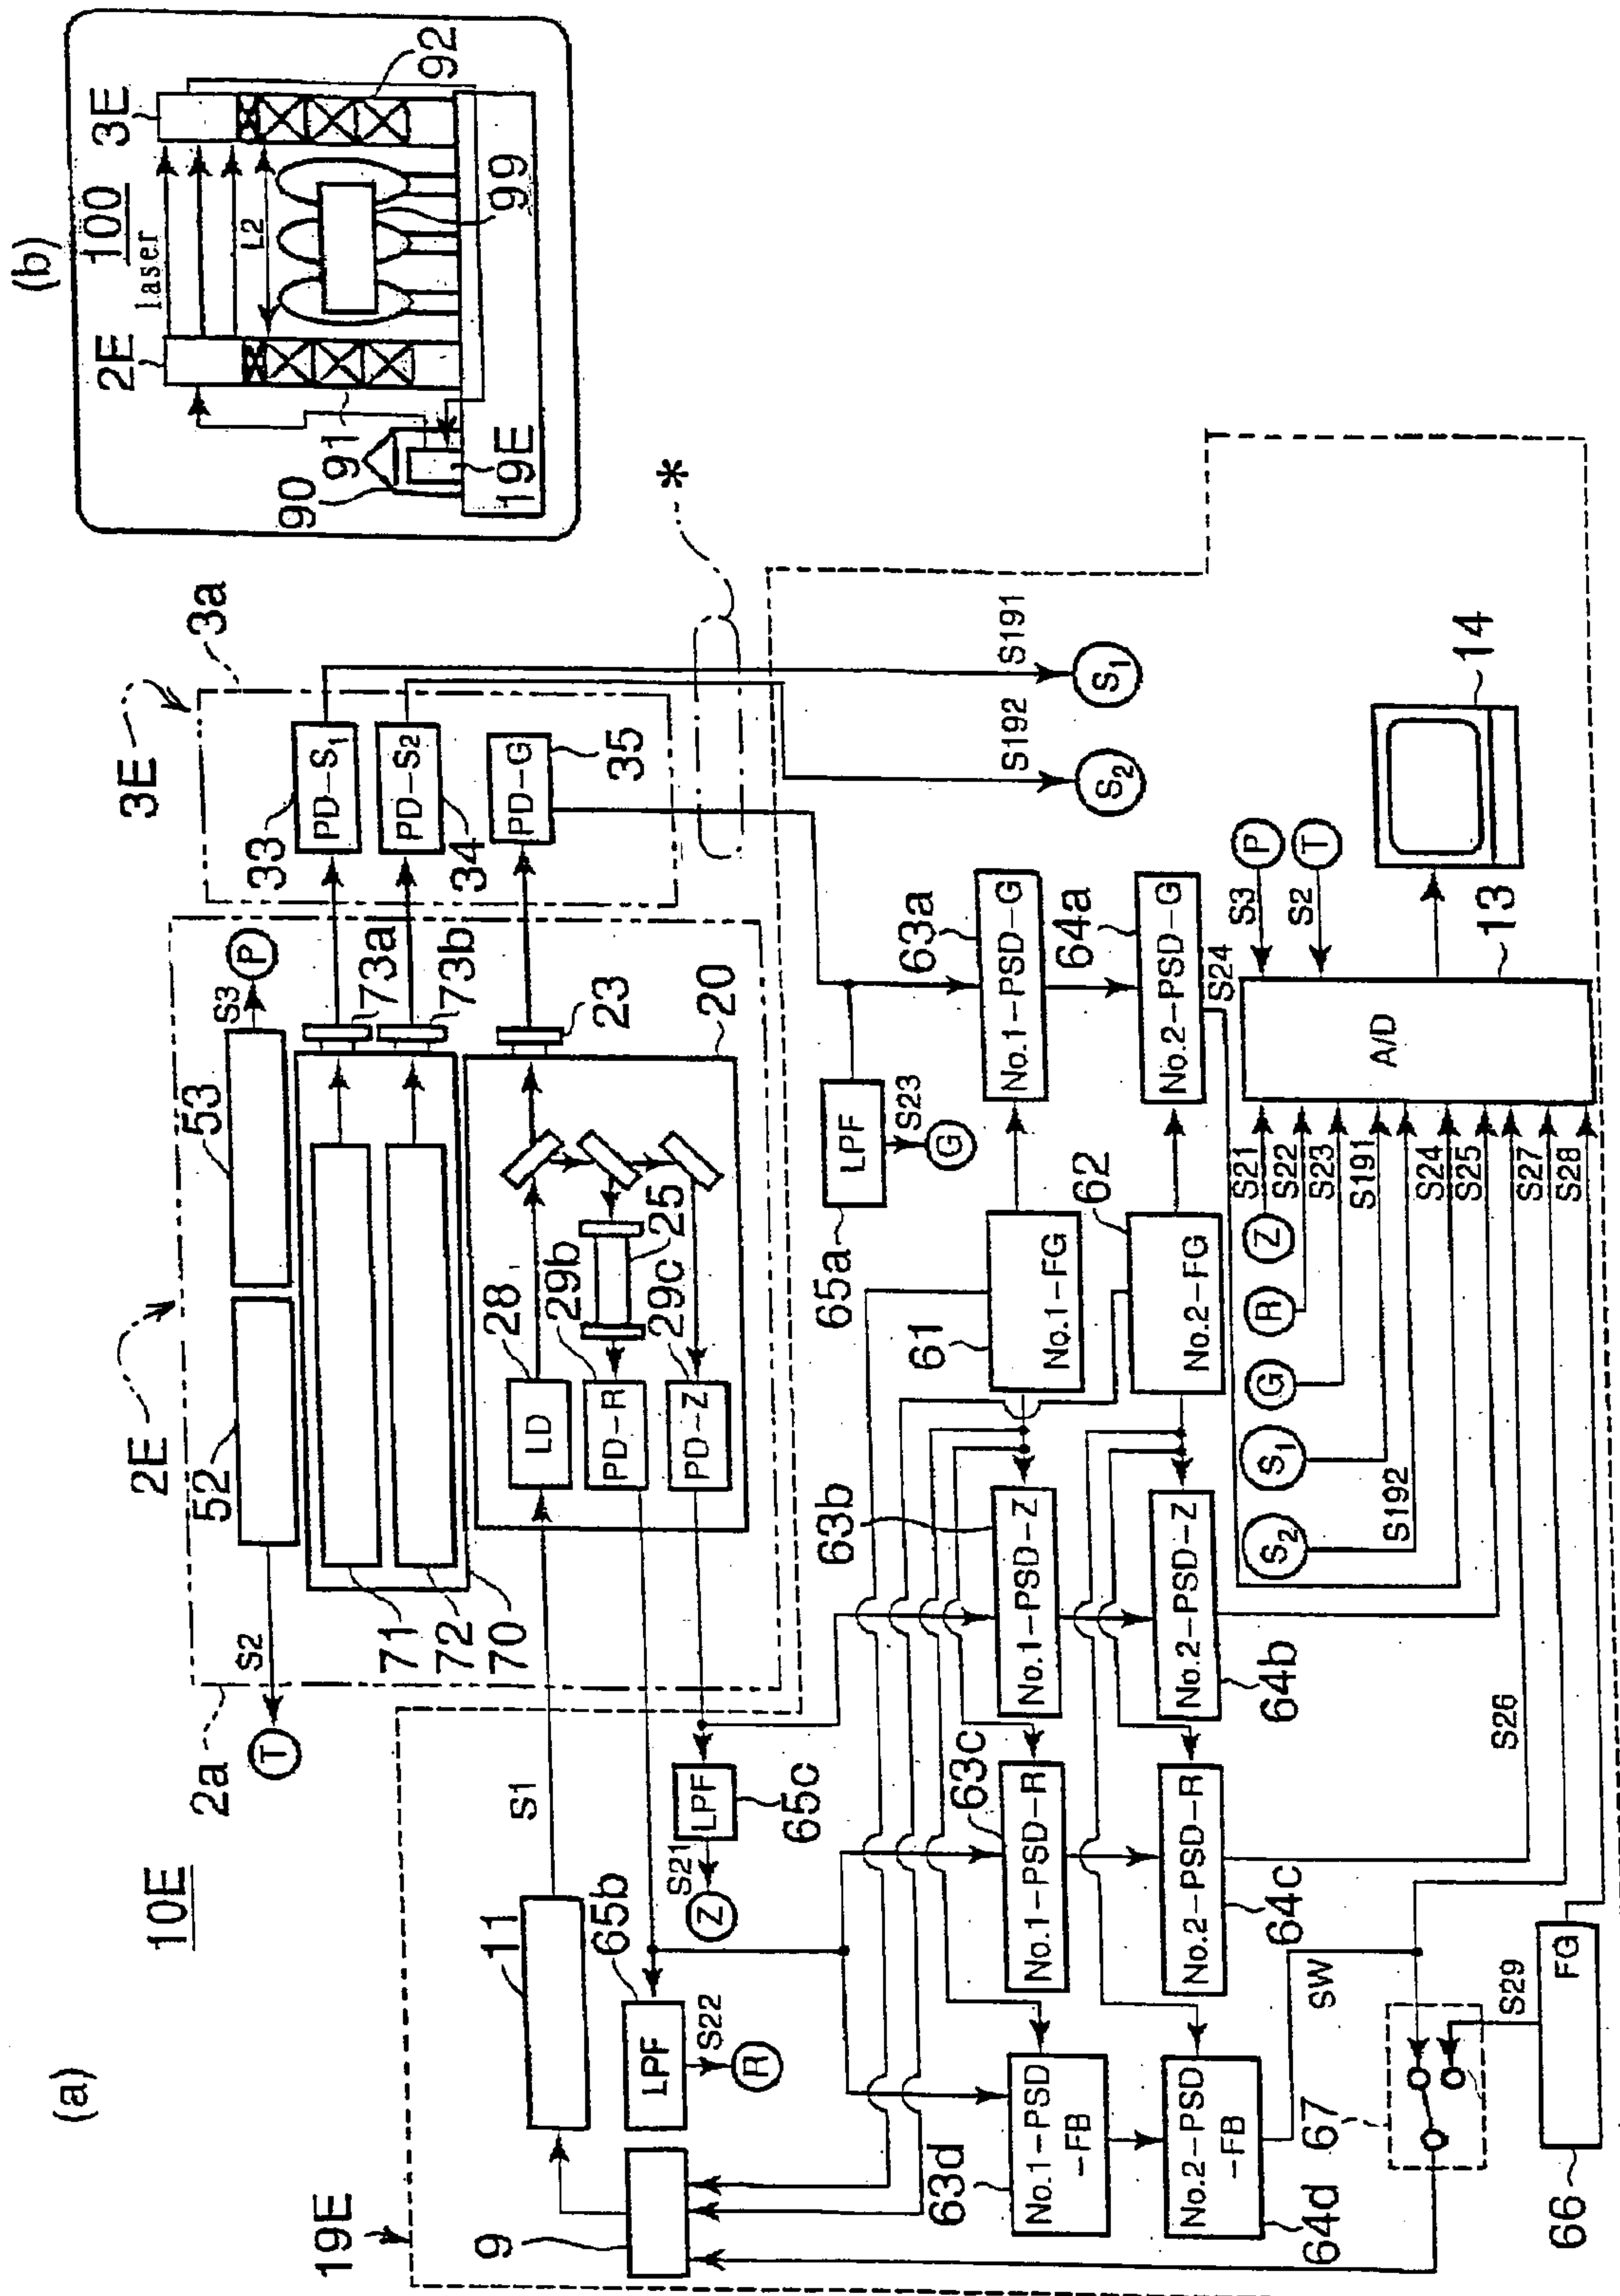 (a)
10E
(b)
100
2E
laser
3E
L2
91
92
90
99
19E
2E
3E
3a
2a
T
S2
52
53
S3
P
71
72
70
73a
73b
33
PD-S1
34
PD-S2
35
PD-G
28
LD
29b
PD-R
25
29c
PD-Z
23
20
*
19E
9
11
S1
65b
LPF
S22
R
65c
LPF
S21
Z
65a
LPF
S23
G
S191
S1
S192
S2
61
No.1-FG
62
No.2-FG
63a
No.1-PSD-G
64a
No.2-PSD-G
S24
63b
No.1-PSD-Z
No.2-PSD-Z
64b
63c
No.1-PSD-R
No.2-PSD-R
64c
63d
No.1-PSD
-FB
No.2-PSD
-FB
64d
SW
67
66
FG
S29
S26
S2
S1
G
R
Z
S21
S22
S23
S191
S192
S24
S25
S27
S28
A/D
S3
P
S2
T
13
14